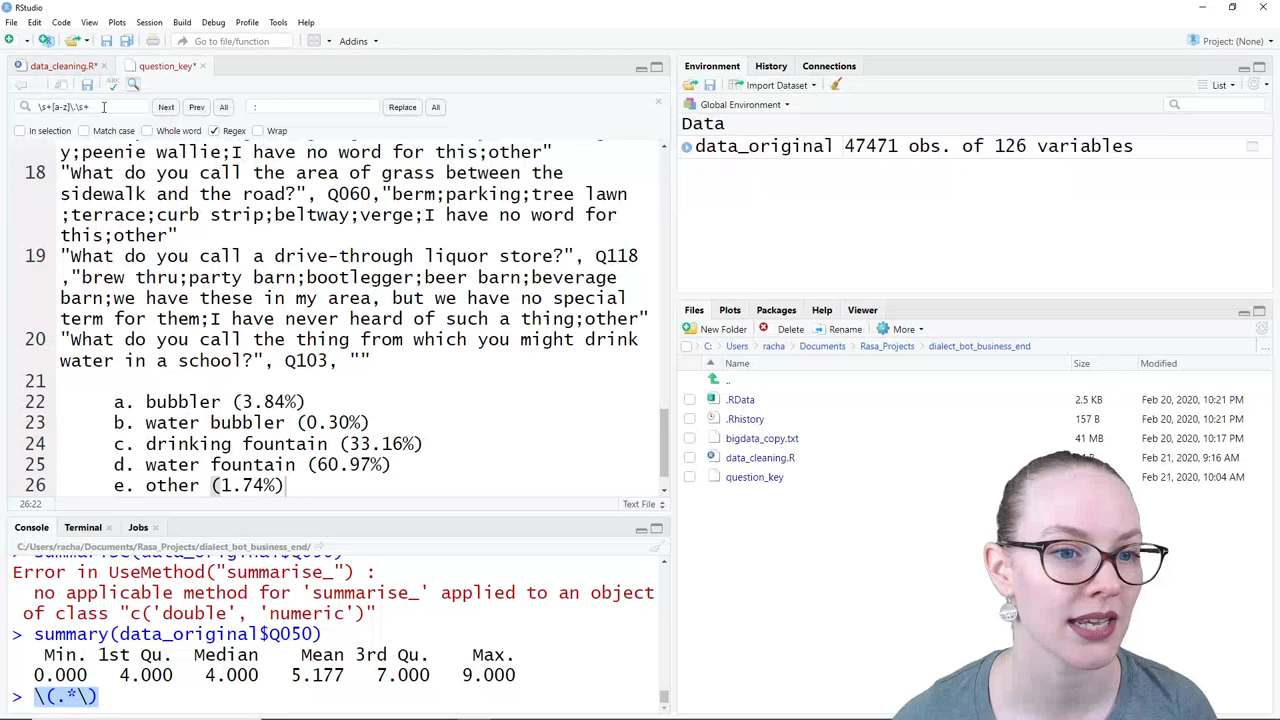 RStudio
File Edit Code View Plots Session Build Debug Profile Tools Help
Go to file/function Addins Project: (None)
data_cleaning.R* question_key*
\s+[a-z]\.\s+ Next Prev All : Replace All
In selection Match case Whole word Regex Wrap
y;peenie wallie;I have no word for this;other"
18 "What do you call the area of grass between the
sidewalk and the road?", Q060,"berm;parking;tree lawn
;terrace;curb strip;beltway;verge;I have no word for
this;other"
19 "What do you call a drive-through liquor store?", Q118
,"brew thru;party barn;bootlegger;beer barn;beverage
barn;we have these in my area, but we have no special
term for them;I have never heard of such a thing;other"
20 "What do you call the thing from which you might drink
water in a school?", Q103, ""
21
22 a. bubbler (3.84%)
23 b. water bubbler (0.30%)
24 c. drinking fountain (33.16%)
25 d. water fountain (60.97%)
26 e. other (1.74%)
26:22 Text File
Console Terminal Jobs
C:/Users/racha/Documents/Rasa_Projects/dialect_bot_business_end/
Error in UseMethod("summarise_") :
no applicable method for 'summarise_' applied to an object
of class "c('double', 'numeric')"
> summary(data_original$Q050)
Min. 1st Qu. Median Mean 3rd Qu. Max.
0.000 4.000 4.000 5.177 7.000 9.000
> \(.*\)
Environment History Connections
Import Dataset List
Global Environment
Data
data_original 47471 obs. of 126 variables
Files Plots Packages Help Viewer
New Folder Delete Rename More
C: Users racha Documents Rasa_Projects dialect_bot_business_end ...
Name Size Modified
..
.RData 2.5 KB Feb 20, 2020, 10:21 PM
.Rhistory 157 B Feb 20, 2020, 10:21 PM
bigdata_copy.txt 41 MB Feb 20, 2020, 10:17 PM
data_cleaning.R Feb 21, 2020, 9:16 AM
question_key Feb 21, 2020, 10:04 AM